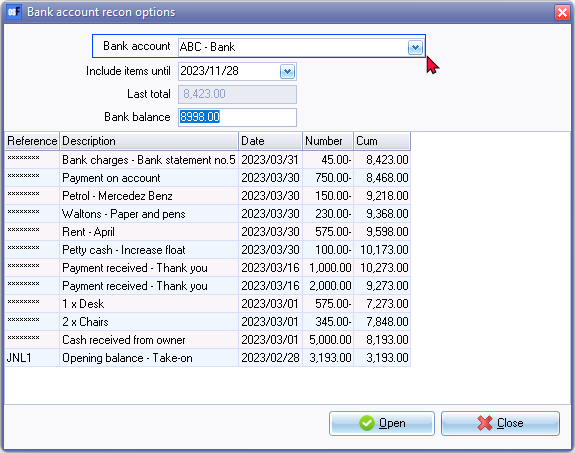 Bank account recon options
Bank account ABC - Bank
Include items until 2023/11/28
Last total 8,423.00
Bank balance 8998.00
Reference Description Date Number Cum
******** Bank charges - Bank statement no.5 2023/03/31 45.00- 8,423.00
******** Payment on account 2023/03/30 750.00- 8,468.00
******** Petrol - Mercedez Benz 2023/03/30 150.00- 9,218.00
******** Waltons - Paper and pens 2023/03/30 230.00- 9,368.00
******** Rent - April 2023/03/30 575.00- 9,598.00
******** Petty cash - Increase float 2023/03/30 100.00- 10,173.00
******** Payment received - Thank you 2023/03/16 1,000.00 10,273.00
******** Payment received - Thank you 2023/03/16 2,000.00 9,273.00
******** 1 x Desk 2023/03/01 575.00- 7,273.00
******** 2 x Chairs 2023/03/01 345.00- 7,848.00
******** Cash received from owner 2023/03/01 5,000.00 8,193.00
JNL1 Opening balance - Take-on 2023/02/28 3,193.00 3,193.00
Open Close